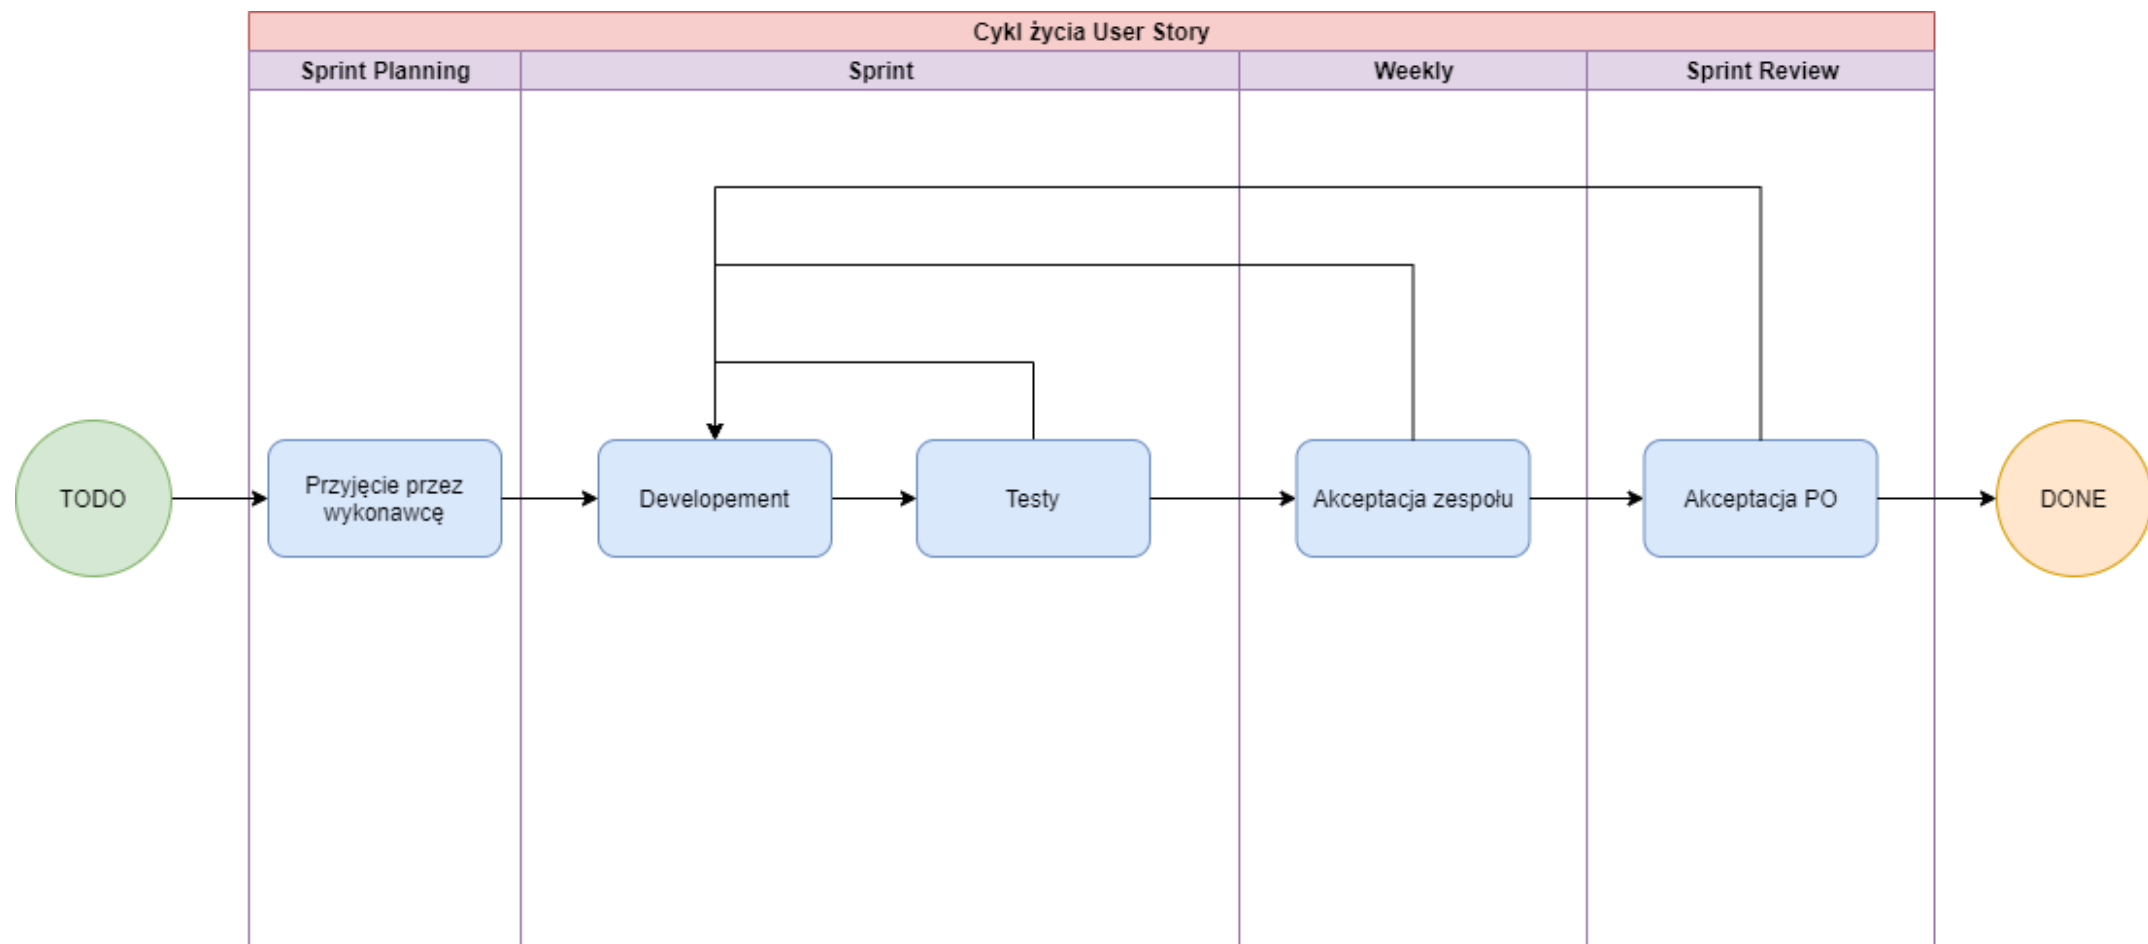 Cykl życia User Story
Sprint Planning
Sprint
Weekly
Sprint Review
TODO
Przyjęcie przez
wykonawcę
Developement
Testy
Akceptacja zespołu
Akceptacja PO
DONE